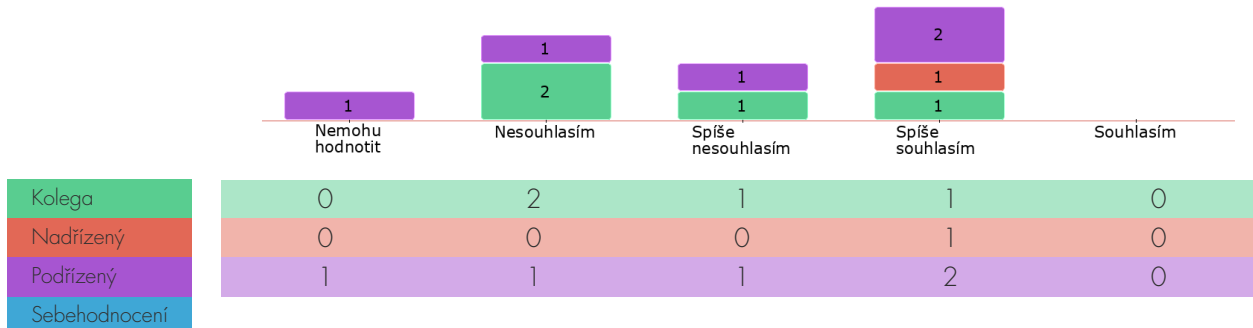 2
1
1
1
1
1
2
1
1
Nemohu
hodnotit
Nesouhlasím
Spíše
nesouhlasím
Spíše
souhlasím
Souhlasím
Kolega 0 2 1 1 0
Nadřízený 0 0 0 1 0
Podřízený 1 1 1 2 0
Sebehodnocení